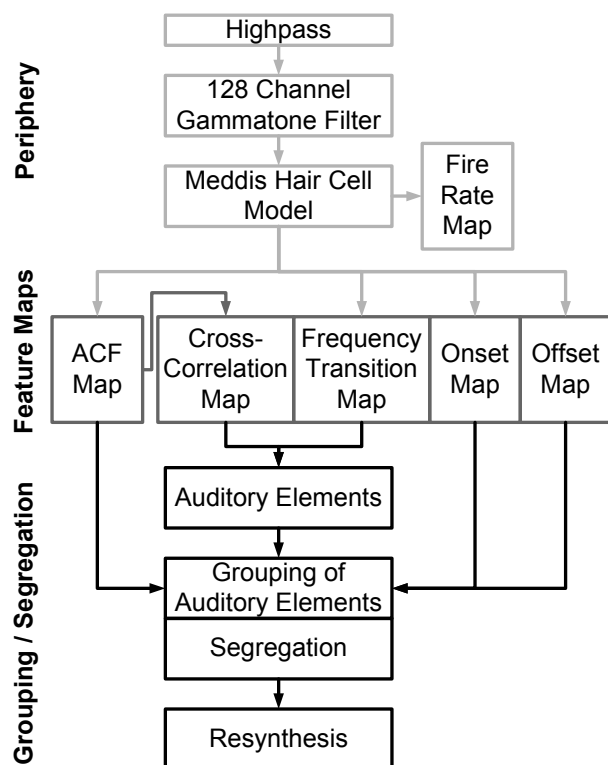 Periphery
Highpass
128 Channel
Gammatone Filter
Meddis Hair Cell
Model
Fire
Rate
Map
Feature Maps
ACF
Map
Cross-
Correlation
Map
Frequency
Transition
Map
Onset
Map
Offset
Map
Grouping / Segregation
Auditory Elements
Grouping of
Auditory Elements
Segregation
Resynthesis